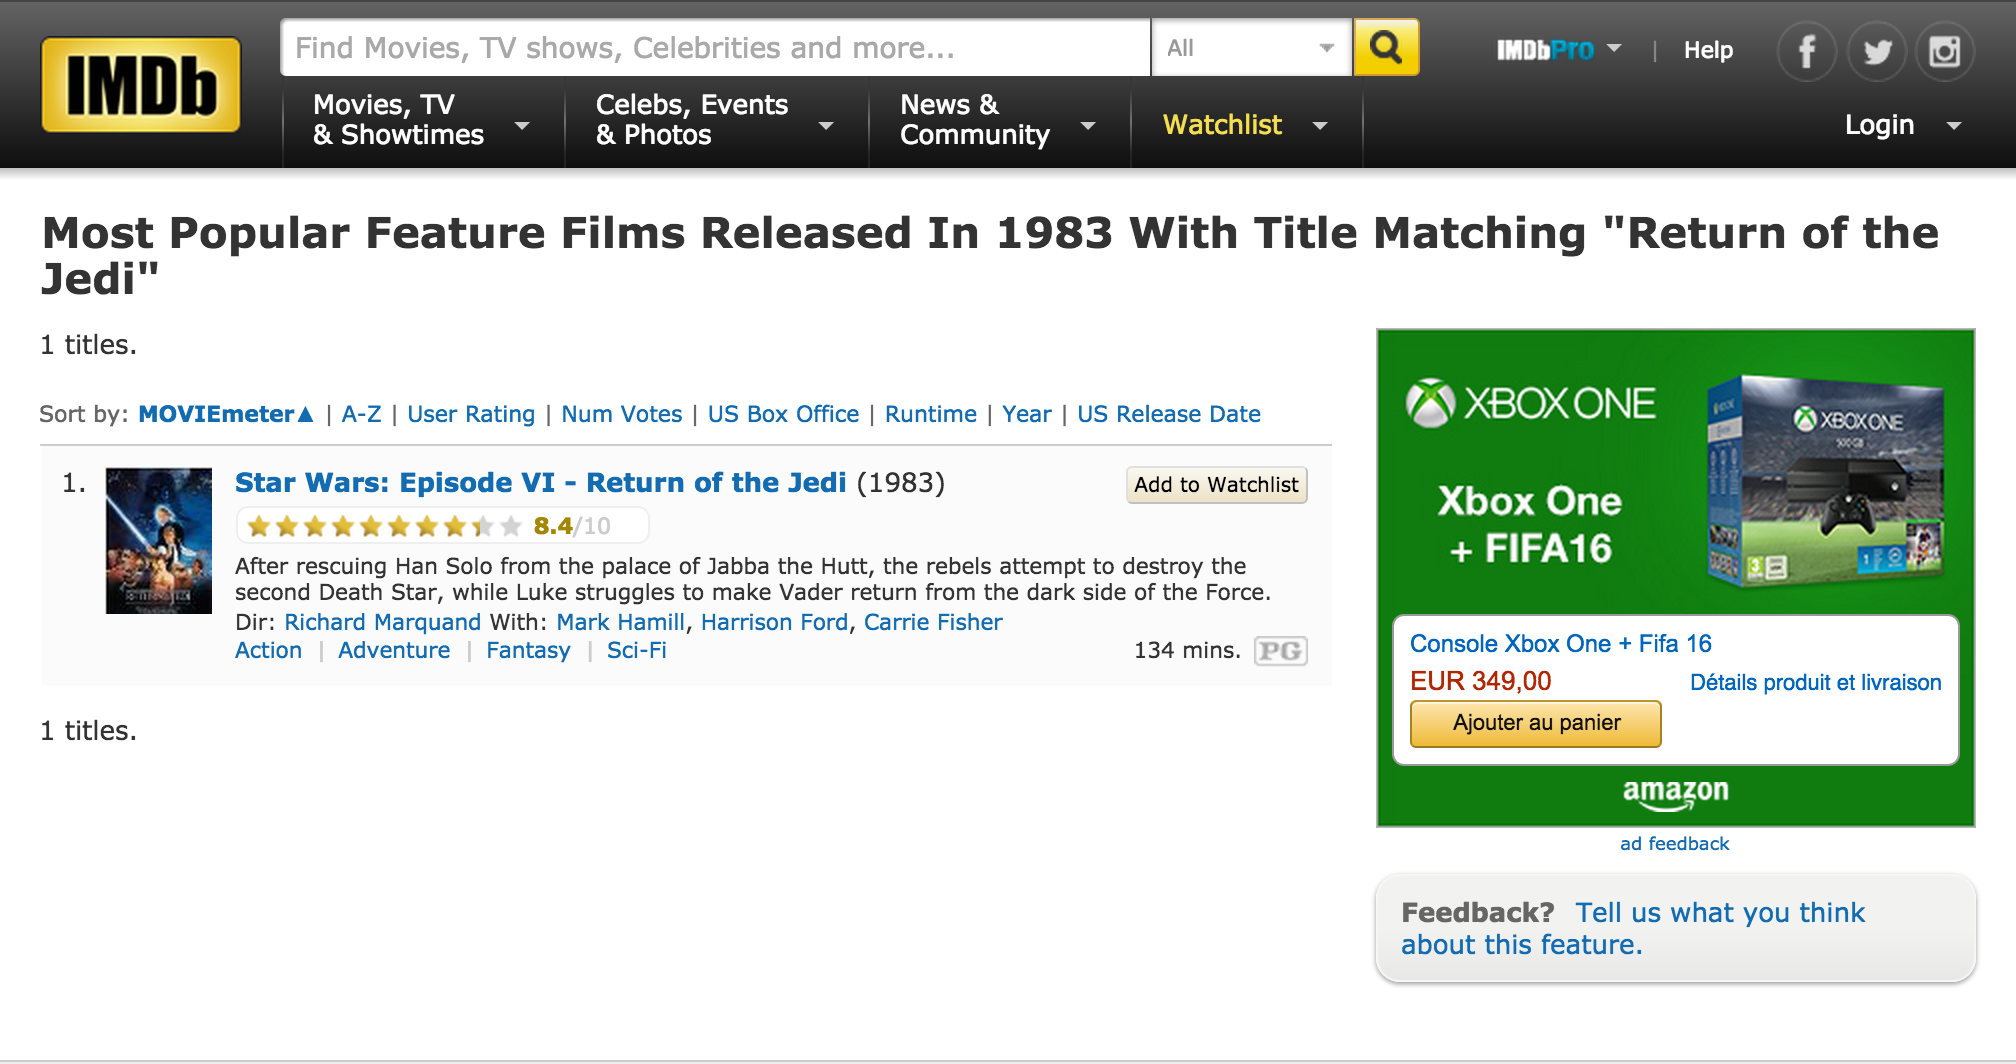 IMDb
Find Movies, TV shows, Celebrities and more...
All
IMDbPro
|
Help
Movies, TV
& Showtimes
Celebs, Events
& Photos
News &
Community
Watchlist
Login
Most Popular Feature Films Released In 1983 With Title Matching "Return of the
Jedi"
1 titles.
Sort by: MOVIEmeter▲ | A-Z | User Rating | Num Votes | US Box Office | Runtime | Year | US Release Date
1.
Star Wars: Episode VI - Return of the Jedi (1983)
Add to Watchlist
8.4/10
After rescuing Han Solo from the palace of Jabba the Hutt, the rebels attempt to destroy the
second Death Star, while Luke struggles to make Vader return from the dark side of the Force.
Dir: Richard Marquand With: Mark Hamill, Harrison Ford, Carrie Fisher
Action | Adventure | Fantasy | Sci-Fi
134 mins. PG
1 titles.
XBOX ONE
XBOX ONE
500 GB
Xbox One
+ FIFA16
Console Xbox One + Fifa 16
EUR 349,00
Détails produit et livraison
Ajouter au panier
amazon
ad feedback
Feedback? Tell us what you think
about this feature.